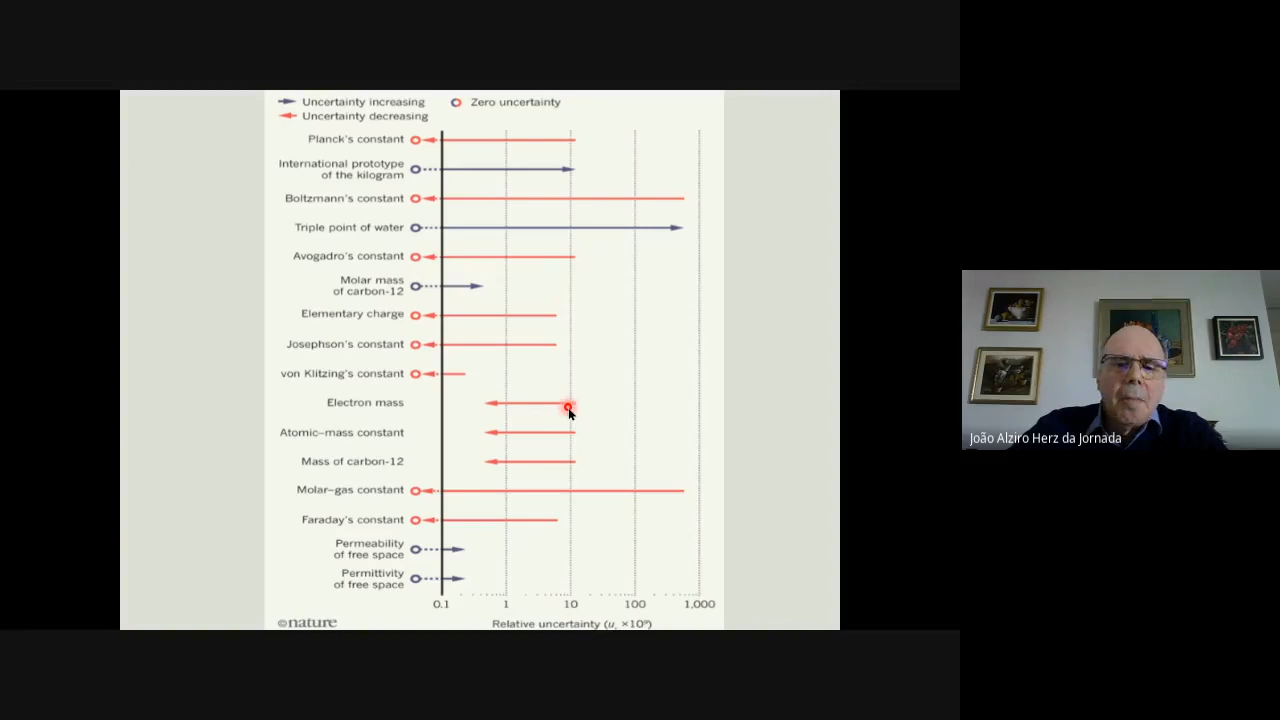 Uncertainty increasing
Zero uncertainty
Uncertainty decreasing
Planck's constant
International prototype
of the kilogram
Boltzmann's constant
Triple point of water
Avogadro's constant
Molar mass
of carbon-12
Elementary charge
Josephson's constant
von Klitzing's constant
Electron mass
Atomic–mass constant
Mass of carbon-12
Molar–gas constant
Faraday's constant
Permeability
of free space
Permittivity
of free space
0.1 1 10 100 1,000
©nature
Relative uncertainty (u ×10⁹)
João Alziro Herz da Jornada